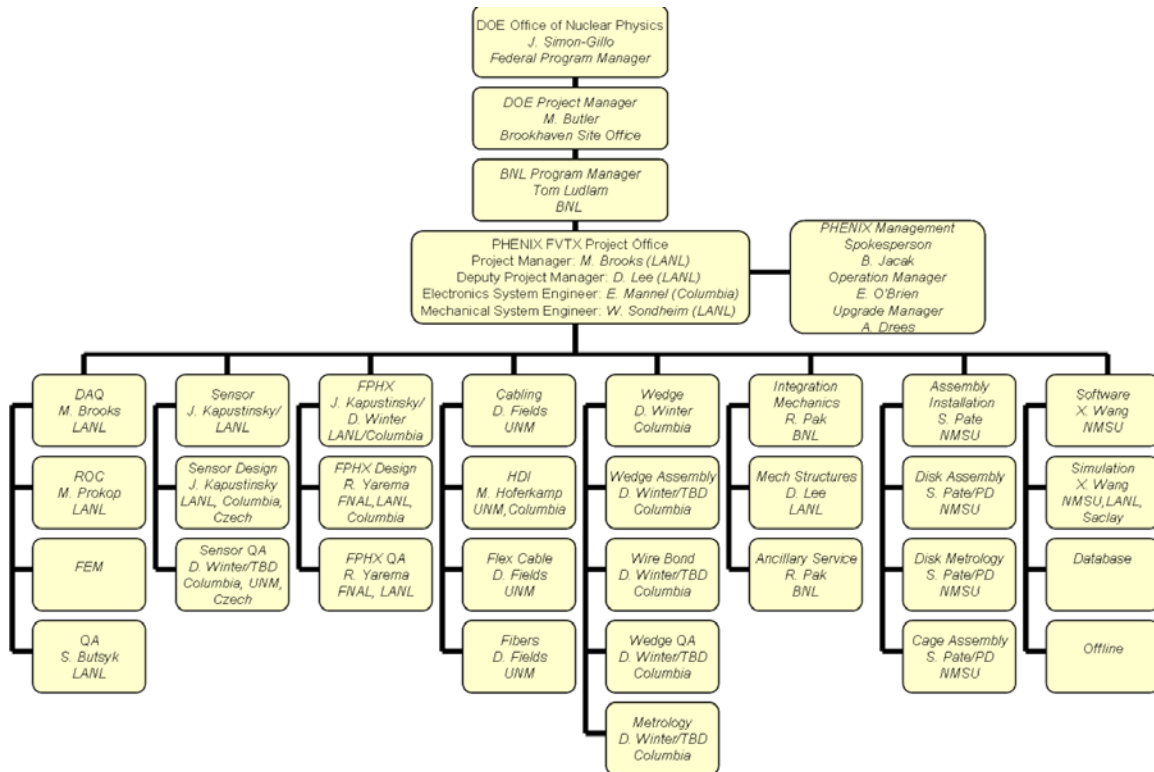 DOE Office of Nuclear Physics
J. Simon-Gillo
Federal Program Manager
DOE Project Manager
M. Butler
Brookhaven Site Office
BNL Program Manager
Tom Ludlam
BNL
PHENIX FVTX Project Office
Project Manager: M. Brooks (LANL)
Deputy Project Manager: D. Lee (LANL)
Electronics System Engineer: E. Mannel (Columbia)
Mechanical System Engineer: W. Sondheim (LANL)
PHENIX Management
Spokesperson
B. Jacak
Operation Manager
E. O'Brien
Upgrade Manager
A. Drees
DAQ
M. Brooks
LANL
ROC
M. Prokop
LANL
FEM
QA
S. Butsyk
LANL
Sensor
J. Kapustinsky/
LANL
Sensor Design
J. Kapustinsky
LANL, Columbia,
Czech
Sensor QA
D. Winter/TBD
Columbia, UNM,
Czech
FPHX
J. Kapustinsky/
D. Winter
LANL/Columbia
FPHX Design
R. Yarema
FNAL,LANL,
Columbia
FPHX QA
R. Yarema
FNAL, LANL
Cabling
D. Fields
UNM
HDI
M. Hoferkamp
UNM,Columbia
Flex Cable
D. Fields
UNM
Fibers
D. Fields
UNM
Wedge
D. Winter
Columbia
Wedge Assembly
D. Winter/TBD
Columbia
Wire Bond
D. Winter/TBD
Columbia
Wedge QA
D. Winter/TBD
Columbia
Metrology
D. Winter/TBD
Columbia
Integration
Mechanics
R. Pak
BNL
Mech Structures
D. Lee
LANL
Ancillary Service
R. Pak
BNL
Assembly
Installation
S. Pate
NMSU
Disk Assembly
S. Pate/PD
NMSU
Disk Metrology
S. Pate/PD
NMSU
Cage Assembly
S. Pate/PD
NMSU
Software
X. Wang
NMSU
Simulation
X. Wang
NMSU,LANL,
Saclay
Database
Offline